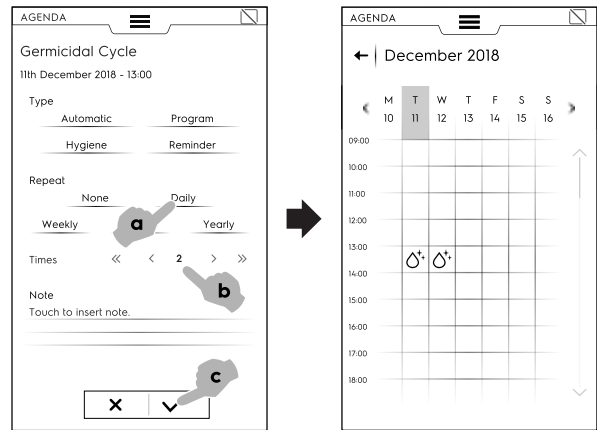 AGENDA
Germicidal Cycle
11th December 2018 - 13:00
Type
Automatic Program
Hygiene Reminder
Repeat
None Daily
a
Weekly Yearly
Times 2
b
Note
Touch to insert note.
c
AGENDA
December 2018
M T W T F S S
10 11 12 13 14 15 16
09:00
10:00
11:00
12:00
13:00
14:00
15:00
16:00
17:00
18:00